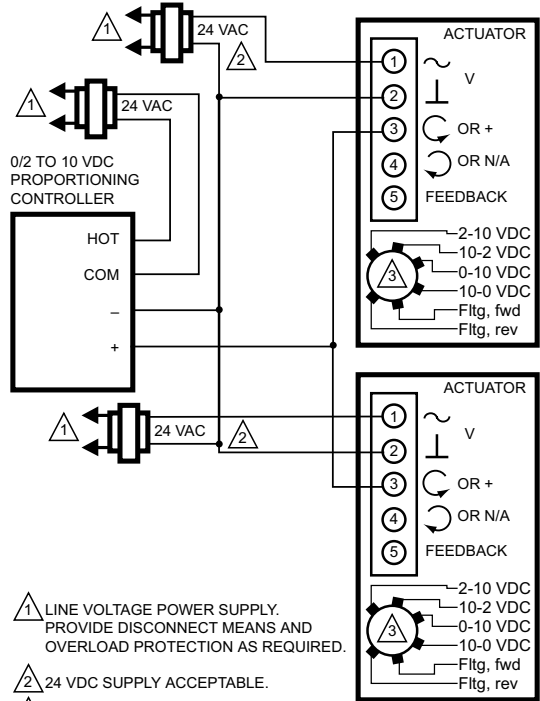 1
24 VAC
2
1
24 VAC
0/2 TO 10 VDC
PROPORTIONING
CONTROLLER
HOT
COM
–
+
ACTUATOR
1
V
2
3 OR +
4 OR N/A
5 FEEDBACK
3
2-10 VDC
10-2 VDC
0-10 VDC
10-0 VDC
Fltg, fwd
Fltg, rev
1
24 VAC
2
ACTUATOR
1
V
2
3 OR +
4 OR N/A
5 FEEDBACK
3
2-10 VDC
10-2 VDC
0-10 VDC
10-0 VDC
Fltg, fwd
Fltg, rev
1 LINE VOLTAGE POWER SUPPLY.
PROVIDE DISCONNECT MEANS AND
OVERLOAD PROTECTION AS REQUIRED.
2 24 VDC SUPPLY ACCEPTABLE.